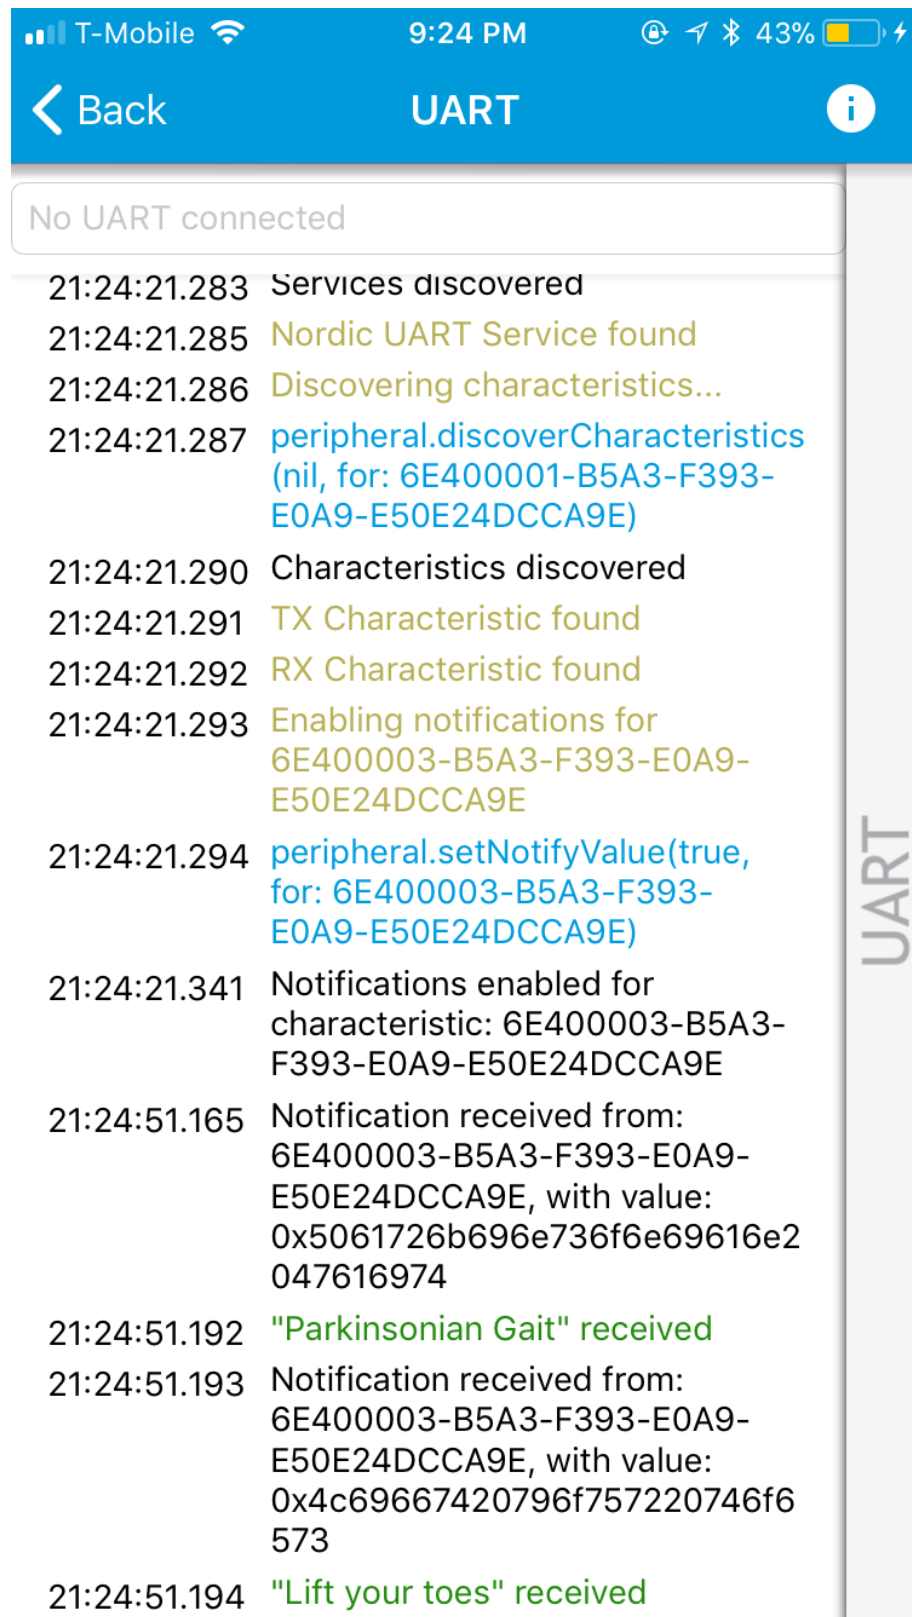 T-Mobile 9:24 PM 43%
Back UART i
No UART connected
21:24:21.283 Services discovered
21:24:21.285 Nordic UART Service found
21:24:21.286 Discovering characteristics...
21:24:21.287 peripheral.discoverCharacteristics
(nil, for: 6E400001-B5A3-F393-
E0A9-E50E24DCCA9E)
21:24:21.290 Characteristics discovered
21:24:21.291 TX Characteristic found
21:24:21.292 RX Characteristic found
21:24:21.293 Enabling notifications for
6E400003-B5A3-F393-E0A9-
E50E24DCCA9E
21:24:21.294 peripheral.setNotifyValue(true,
for: 6E400003-B5A3-F393-
E0A9-E50E24DCCA9E)
21:24:21.341 Notifications enabled for
characteristic: 6E400003-B5A3-
F393-E0A9-E50E24DCCA9E
21:24:51.165 Notification received from:
6E400003-B5A3-F393-E0A9-
E50E24DCCA9E, with value:
0x5061726b696e736f6e69616e2
047616974
21:24:51.192 "Parkinsonian Gait" received
21:24:51.193 Notification received from:
6E400003-B5A3-F393-E0A9-
E50E24DCCA9E, with value:
0x4c69667420796f757220746f6
573
21:24:51.194 "Lift your toes" received
UART